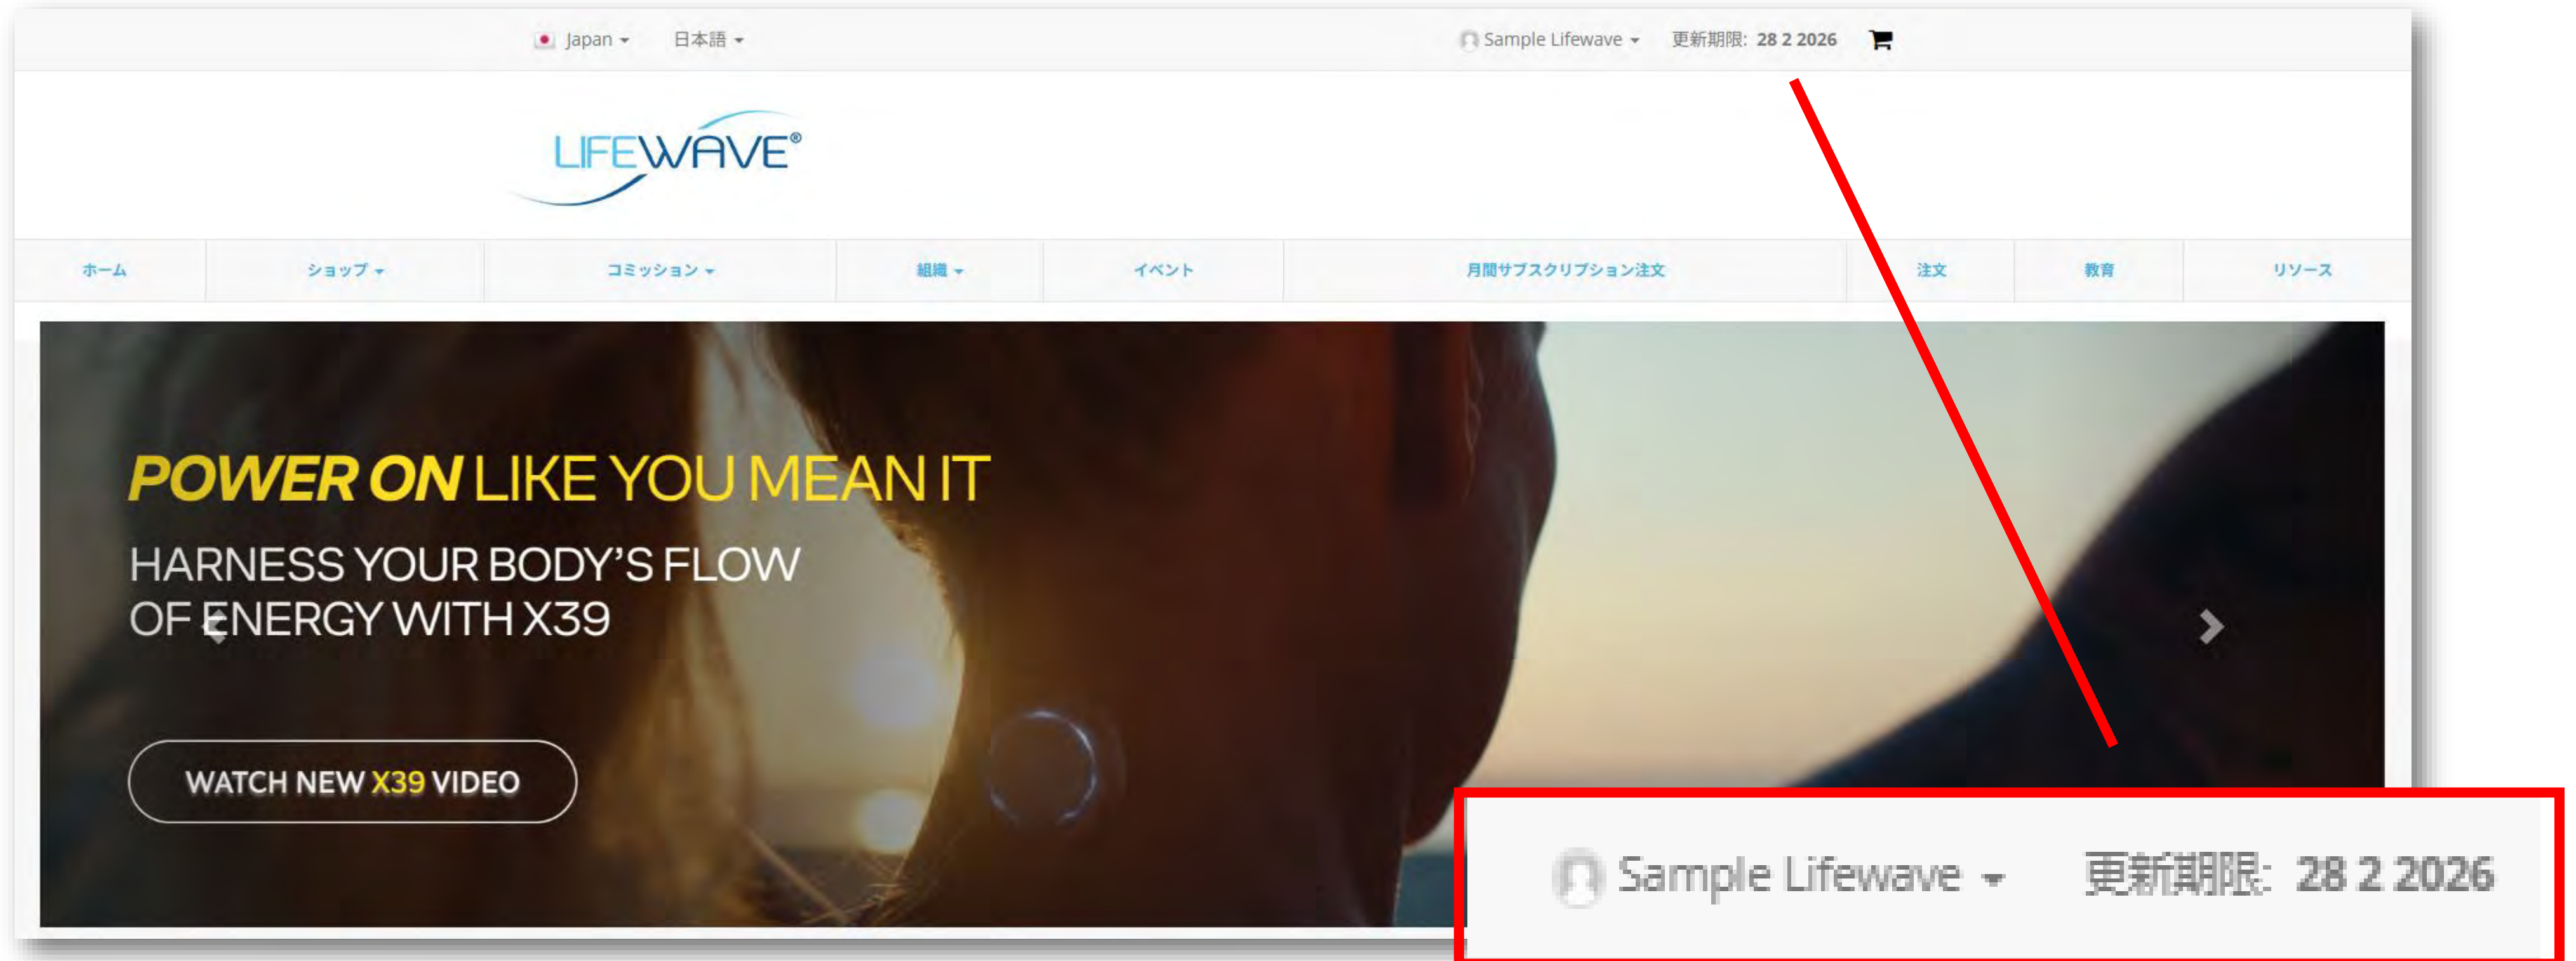 Japan 日本語 Sample Lifewave 更新期限: 28 2 2026
LIFEWAVE®
ホーム ショップ コミッション 組織 イベント 月間サブスクリプション注文 注文 教育 リソース
POWER ON LIKE YOU MEAN IT
HARNESS YOUR BODY'S FLOW
OF ENERGY WITH X39
WATCH NEW X39 VIDEO
Sample Lifewave 更新期限: 28 2 2026